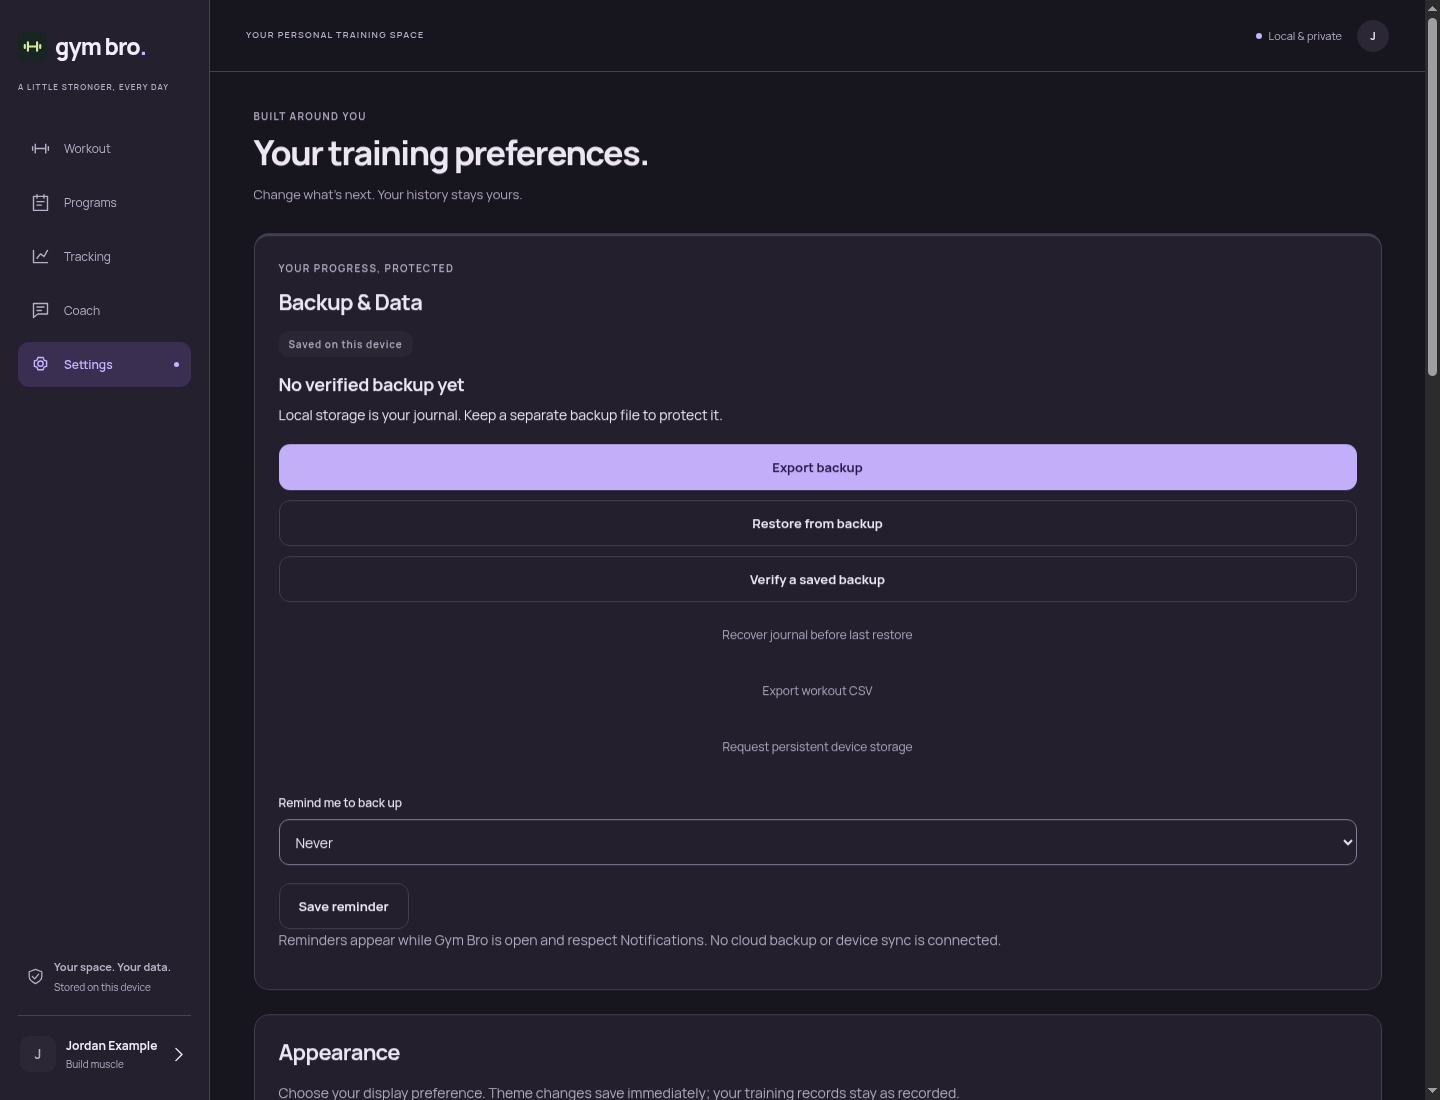 gym bro.
A LITTLE STRONGER, EVERY DAY
Workout
Programs
Tracking
Coach
Settings
Your space. Your data.
Stored on this device
J
Jordan Example
Build muscle
YOUR PERSONAL TRAINING SPACE
Local & private
J
BUILT AROUND YOU
Your training preferences.
Change what's next. Your history stays yours.
YOUR PROGRESS, PROTECTED
Backup & Data
Saved on this device
No verified backup yet
Local storage is your journal. Keep a separate backup file to protect it.
Export backup
Restore from backup
Verify a saved backup
Recover journal before last restore
Export workout CSV
Request persistent device storage
Remind me to back up
Never
Save reminder
Reminders appear while Gym Bro is open and respect Notifications. No cloud backup or device sync is connected.
Appearance
Choose your display preference. Theme changes save immediately; your training records stay as recorded.